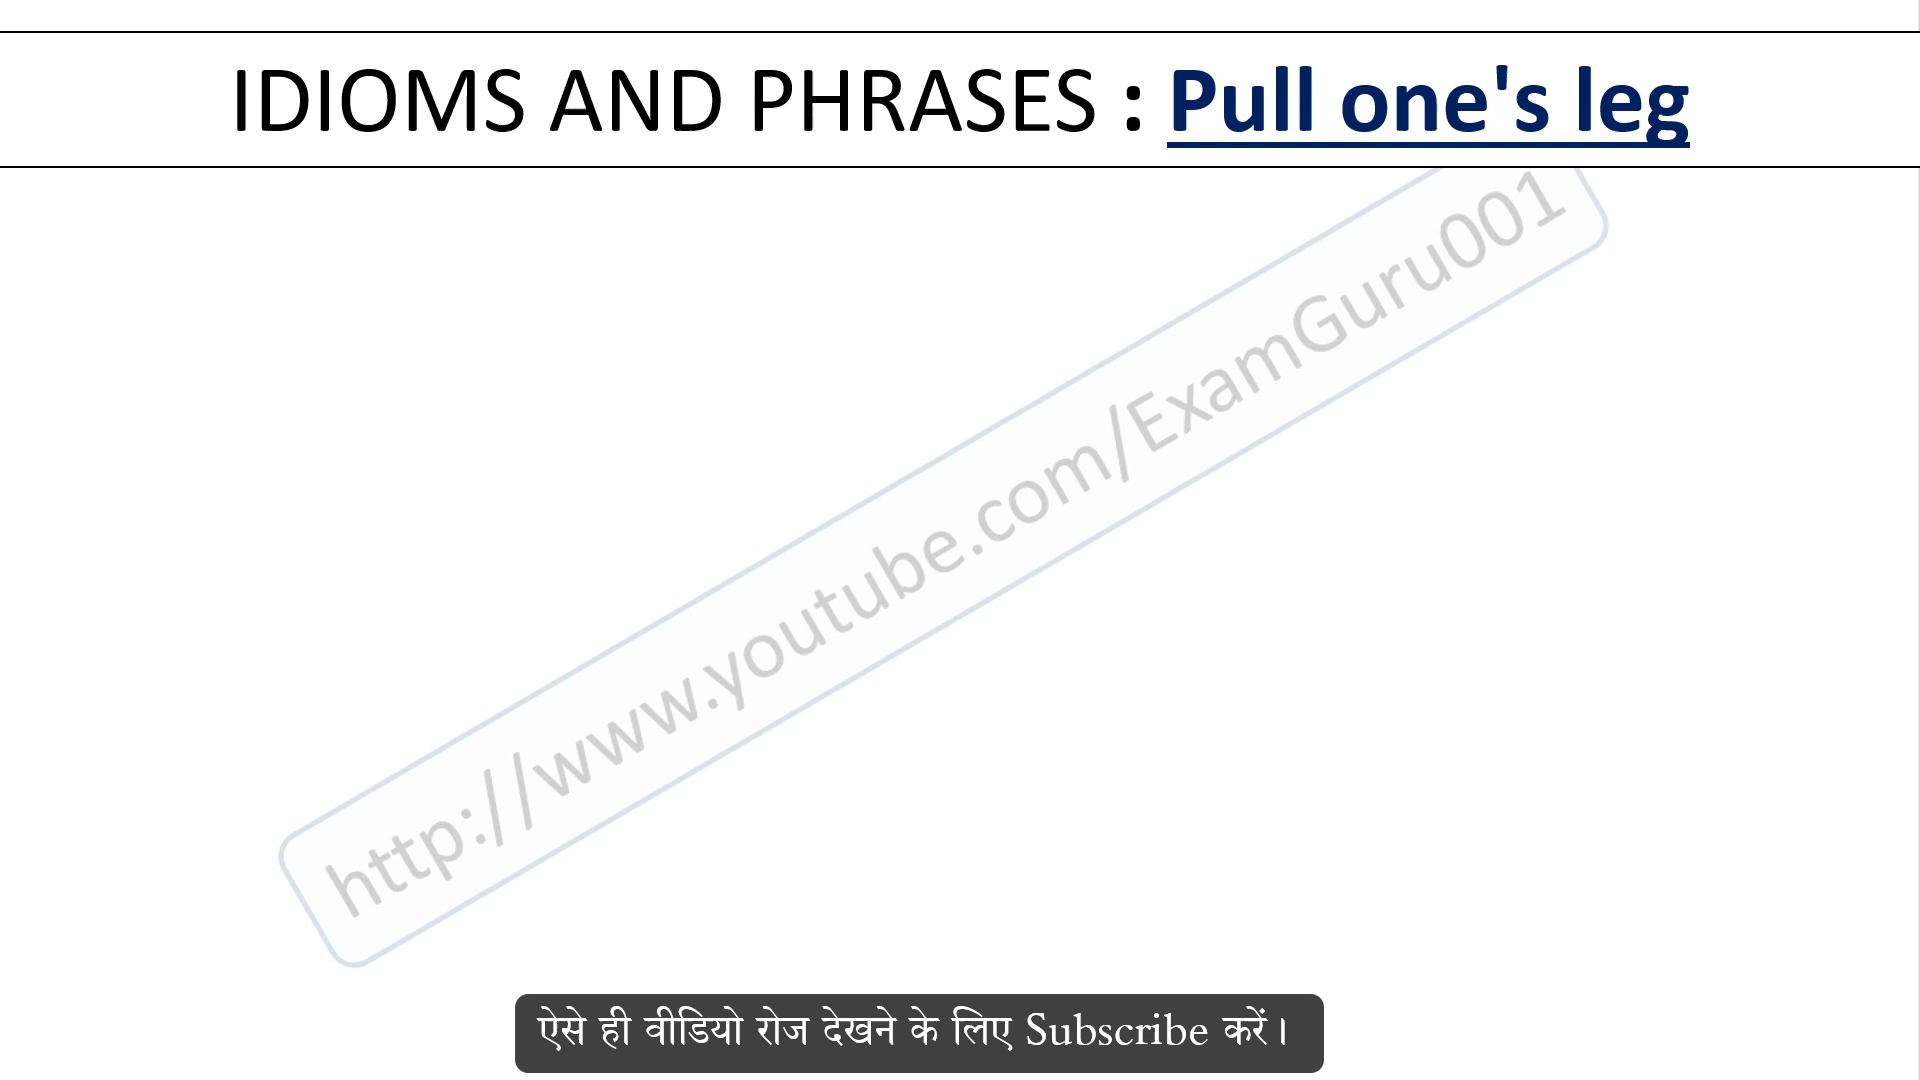 IDIOMS AND PHRASES : Pull one's leg
http://www.youtube.com/ExamGuru001
ऐसे ही वीडियो रोज देखने के लिए Subscribe करें।